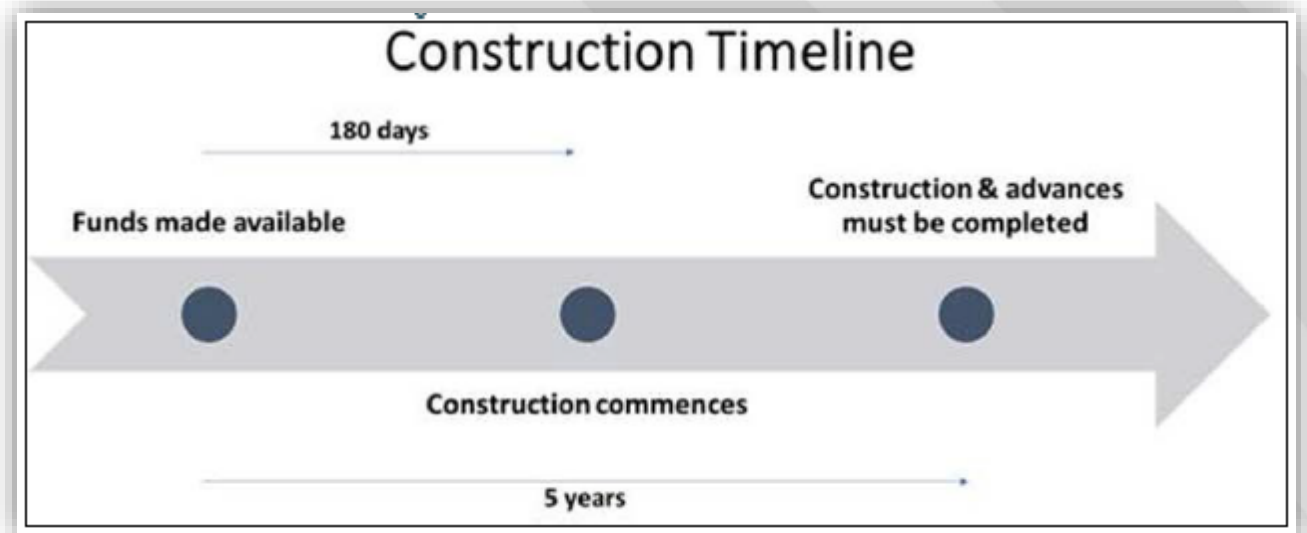 Construction Timeline
180 days
Funds made available
Construction & advances
must be completed
Construction commences
5 years